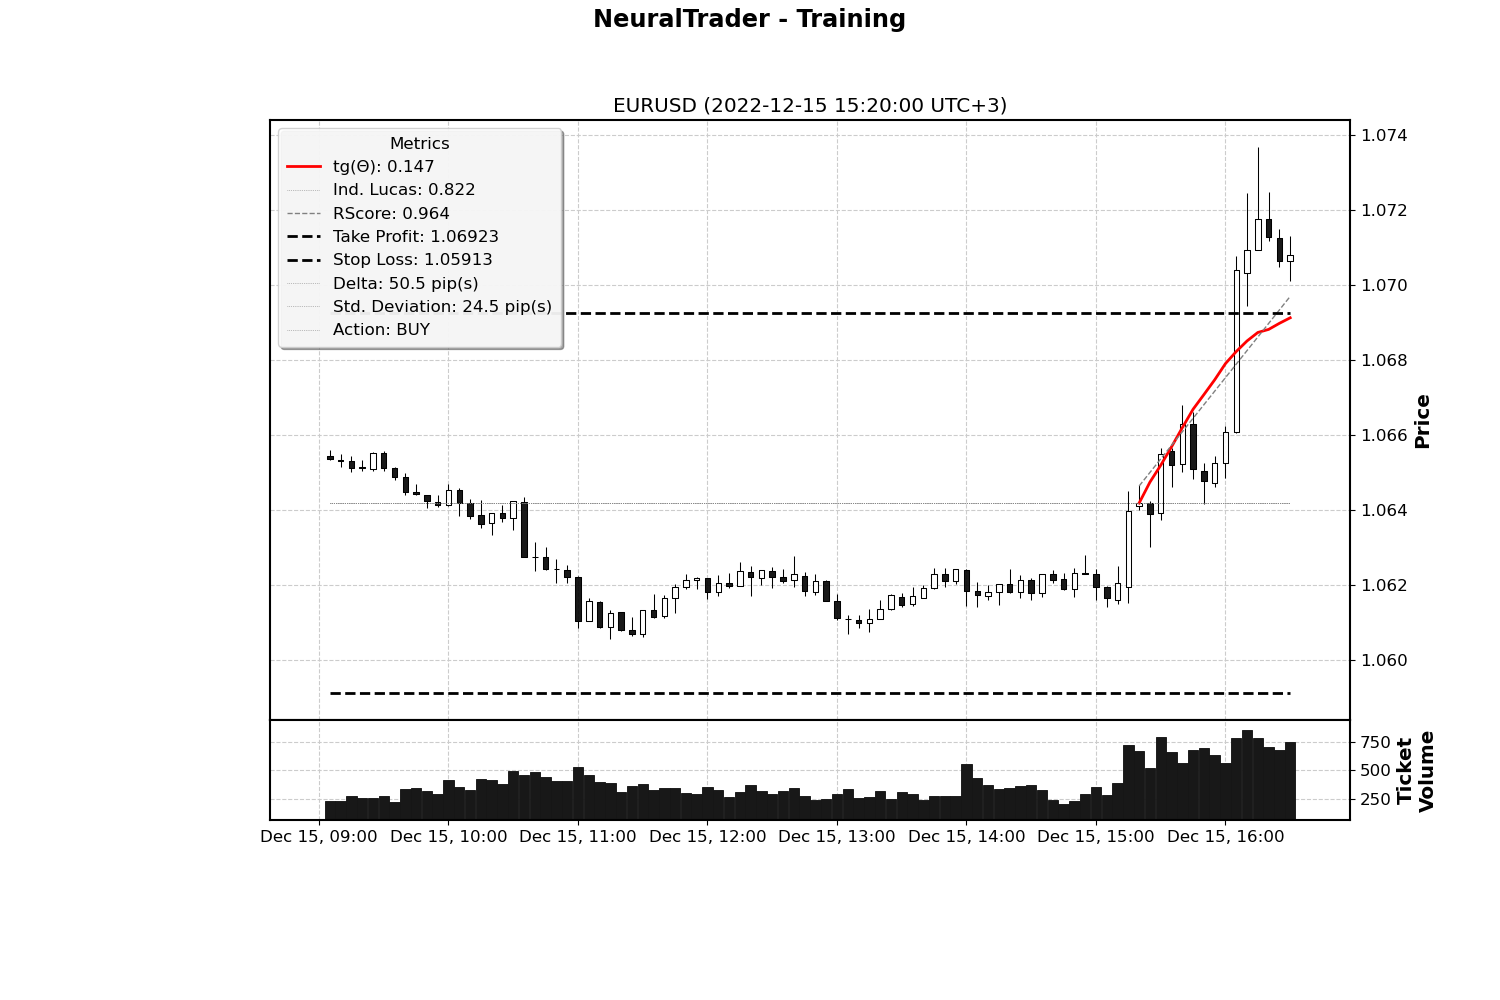 NeuralTrader - Training
EURUSD (2022-12-15 15:20:00 UTC+3)
Metrics
tg(Θ): 0.147
Ind. Lucas: 0.822
RScore: 0.964
Take Profit: 1.06923
Stop Loss: 1.05913
Delta: 50.5 pip(s)
Std. Deviation: 24.5 pip(s)
Action: BUY
1.074
1.072
1.070
1.068
1.066
1.064
1.062
1.060
Price
750
500
250
Ticket
Volume
Dec 15, 09:00 Dec 15, 10:00 Dec 15, 11:00 Dec 15, 12:00 Dec 15, 13:00 Dec 15, 14:00 Dec 15, 15:00 Dec 15, 16:00